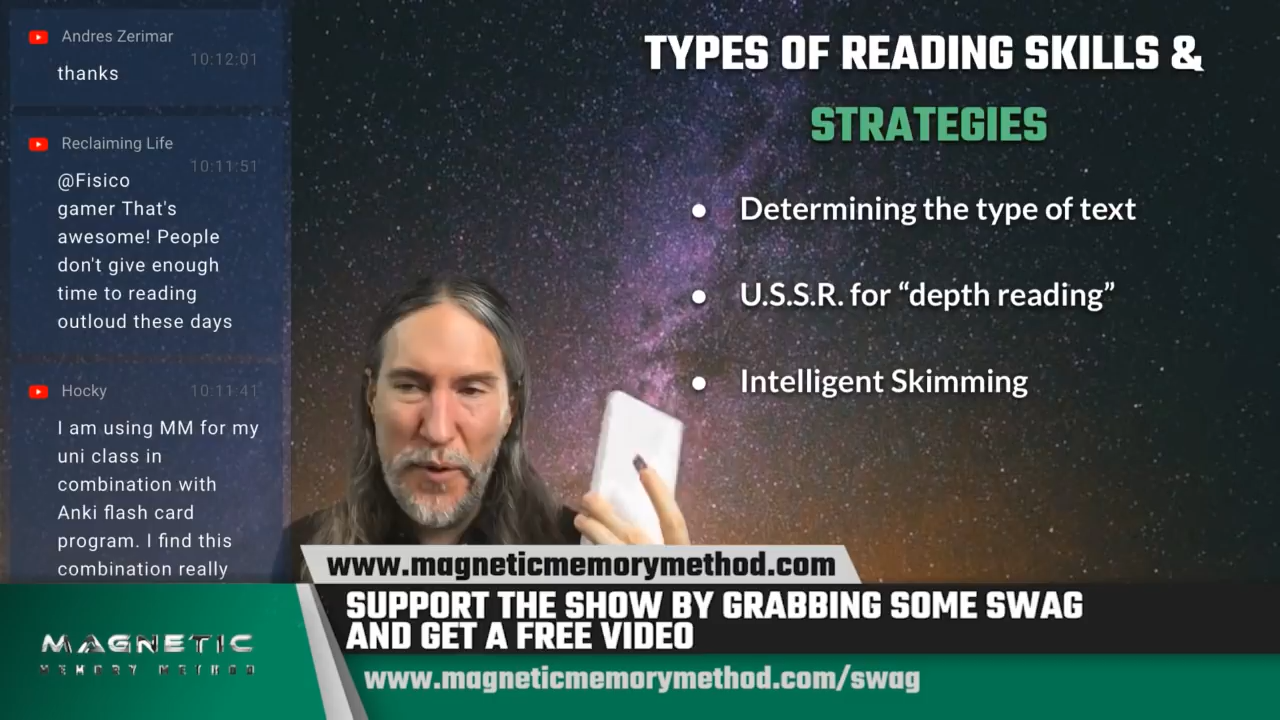 Andres Zerimar
10:12:01
thanks
Reclaiming Life
10:11:51
@Fisico
gamer That's
awesome! People
don't give enough
time to reading
outloud these days
Hocky
10:11:41
I am using MM for my
uni class in
combination with
Anki flash card
program. I find this
combination really
TYPES OF READING SKILLS &
STRATEGIES
● Determining the type of text
● U.S.S.R. for “depth reading”
● Intelligent Skimming
www.magneticmemorymethod.com
SUPPORT THE SHOW BY GRABBING SOME SWAG
AND GET A FREE VIDEO
www.magneticmemorymethod.com/swag
MAGNETIC
MEMORY METHOD